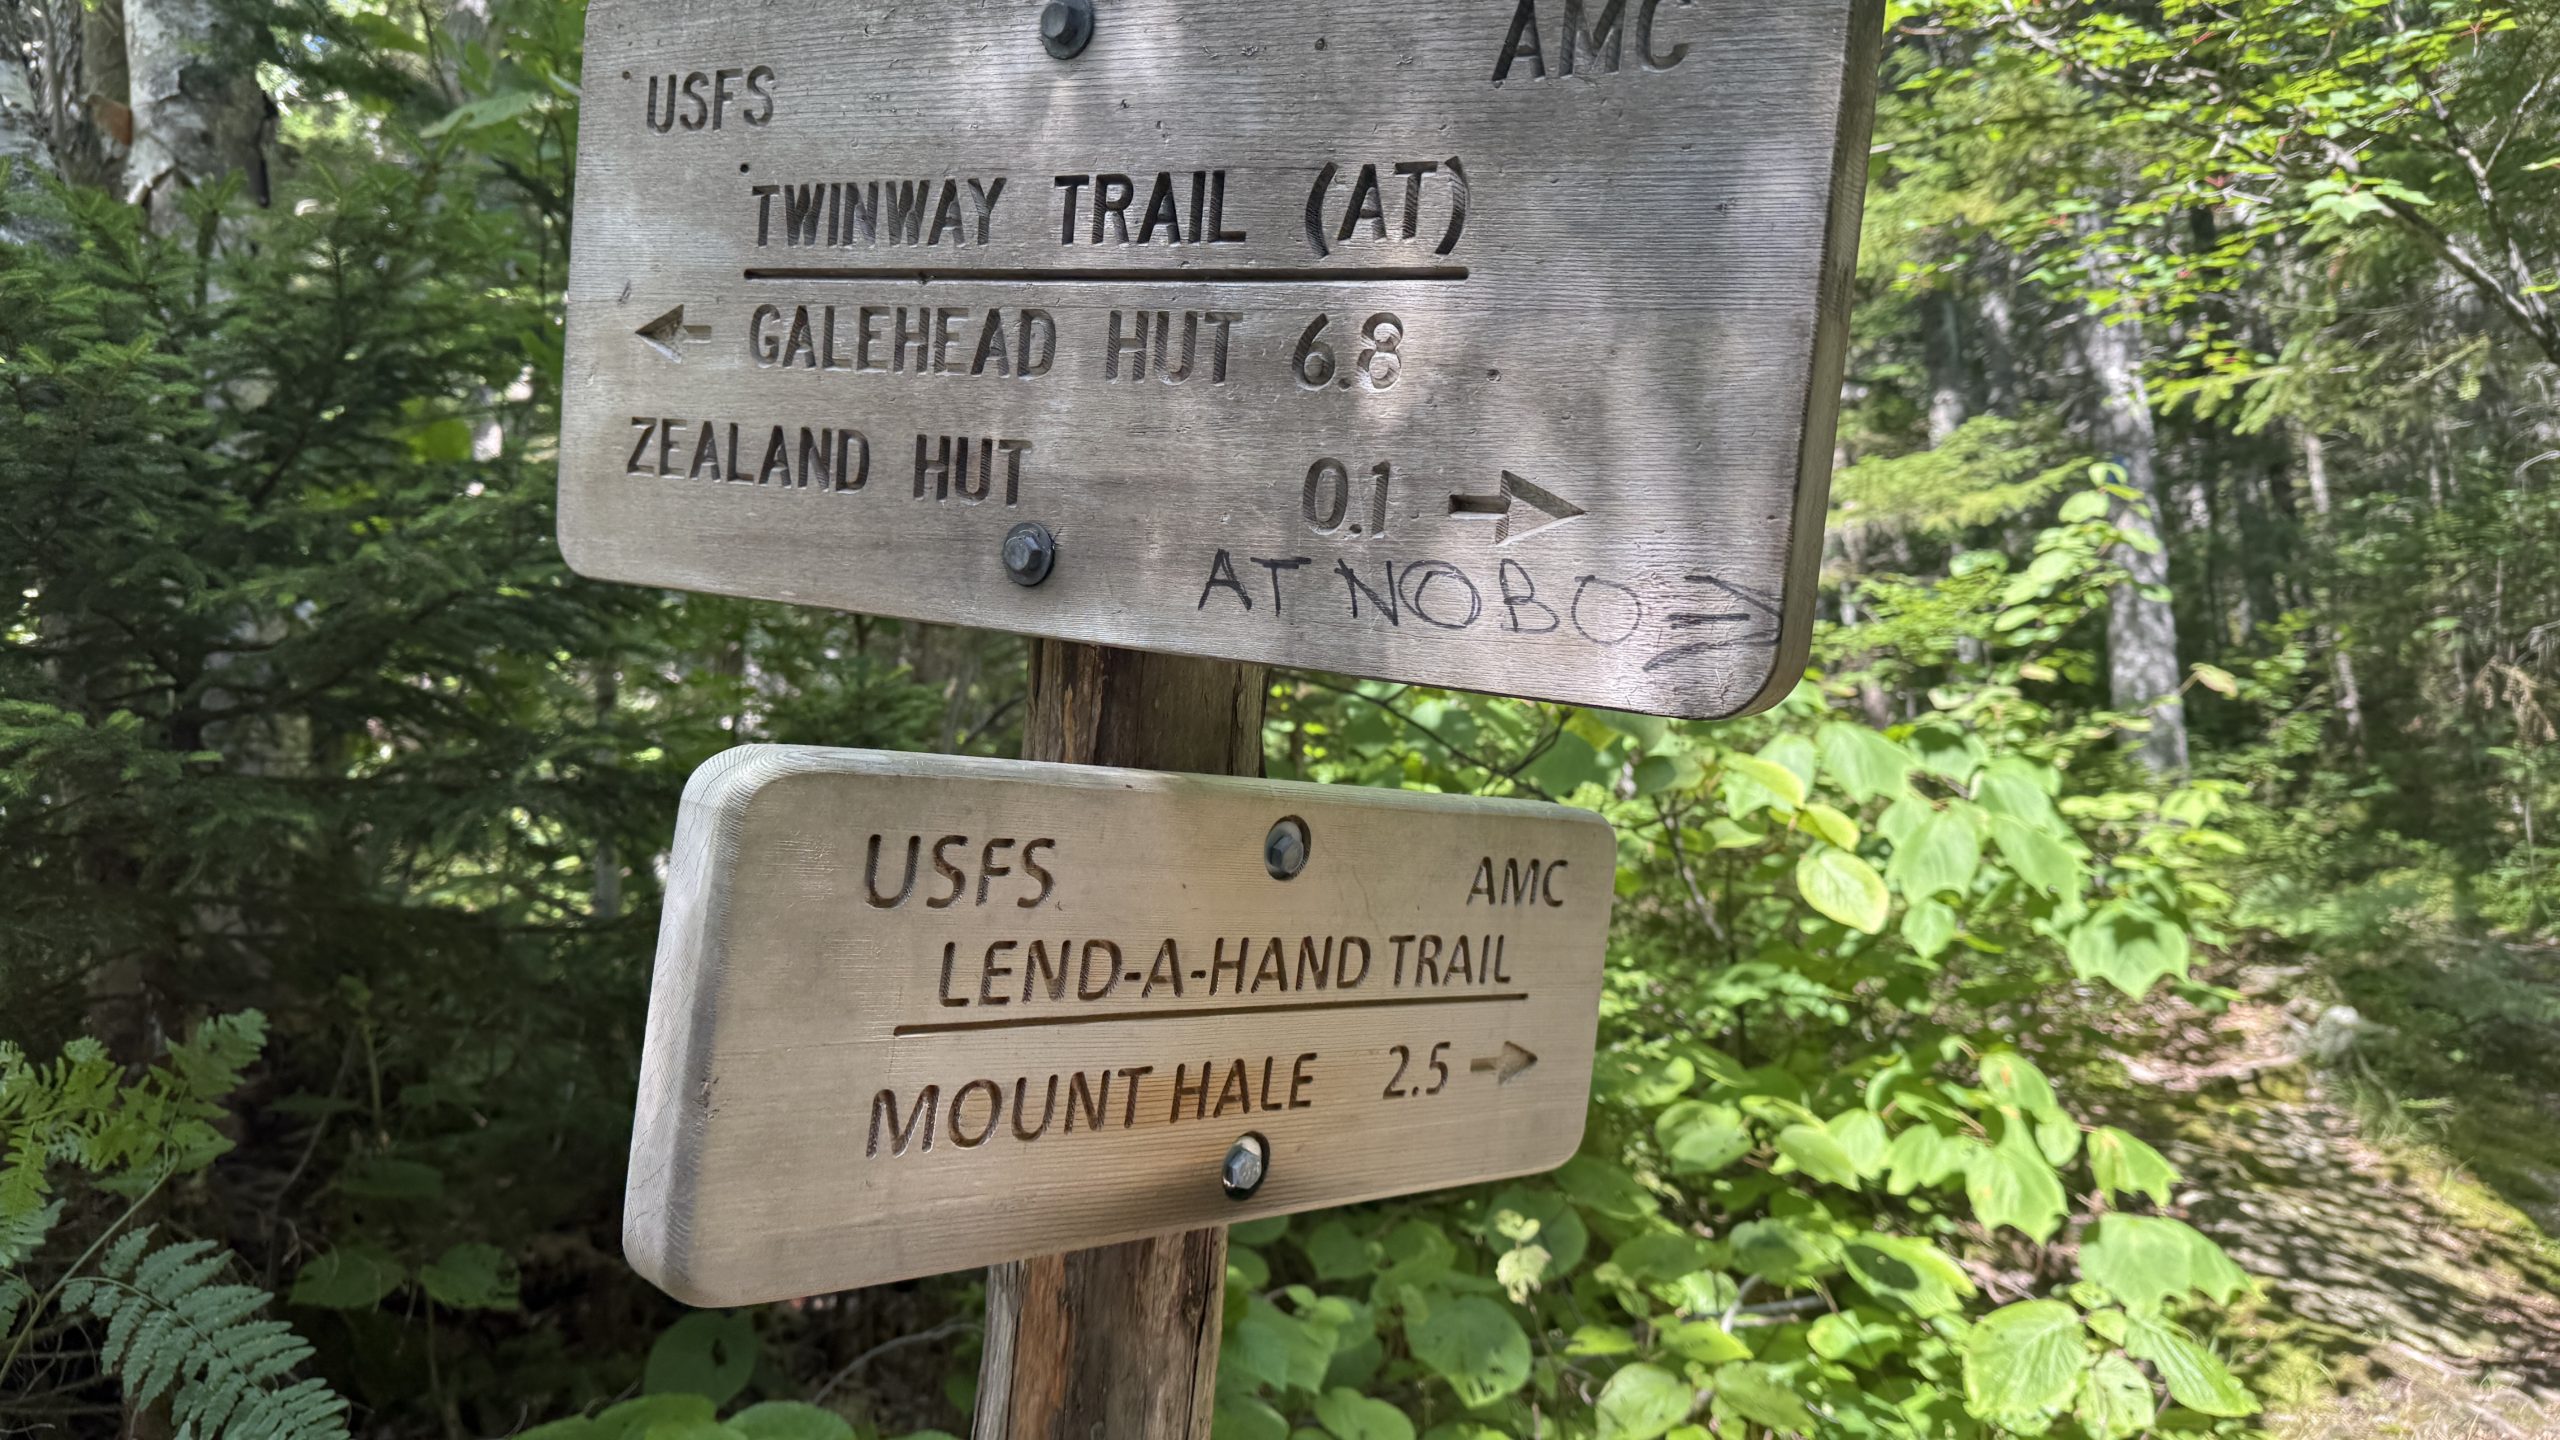 USFS AMC
TWINWAY TRAIL (AT)
← GALEHEAD HUT 6.8
ZEALAND HUT 0.1 →
AT NOBO ⇒
USFS AMC
LEND-A-HAND TRAIL
MOUNT HALE 2.5 →